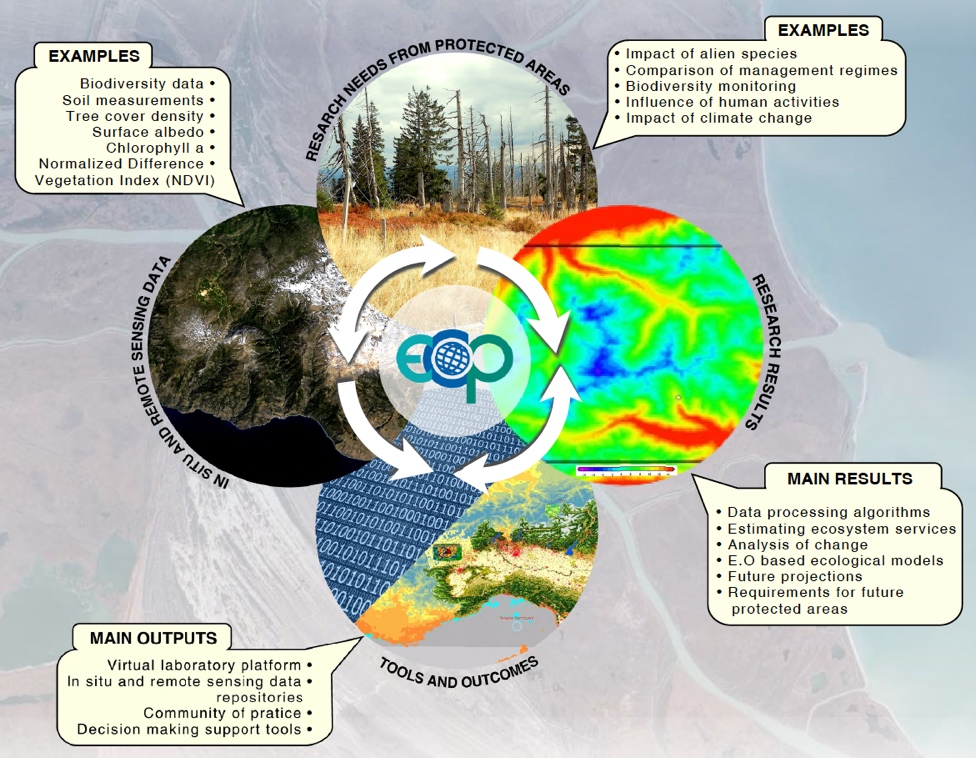 EXAMPLES
Biodiversity data •
Soil measurements •
Tree cover density •
Surface albedo •
Chlorophyll a •
Normalized Difference •
Vegetation Index (NDVI)
RESARCH NEEDS FROM PROTECTED AREAS
EXAMPLES
• Impact of alien species
• Comparison of management regimes
• Biodiversity monitoring
• Influence of human activities
• Impact of climate change
IN SITU AND REMOTE SENSING DATA
ecp
RESEARCH RESULTS
MAIN RESULTS
• Data processing algorithms
• Estimating ecosystem services
• Analysis of change
• E.O based ecological models
• Future projections
• Requirements for future
protected areas
MAIN OUTPUTS
Virtual laboratory platform •
In situ and remote sensing data •
repositories
Community of pratice •
Decision making support tools •
TOOLS AND OUTCOMES